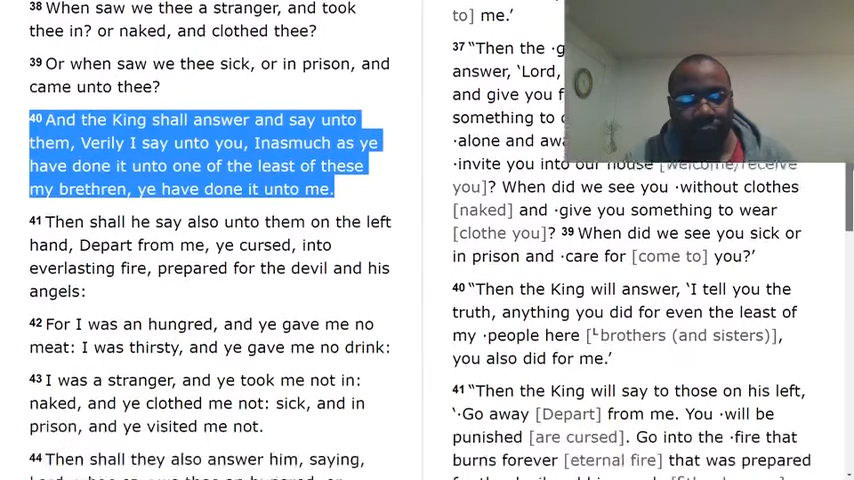 38 When saw we thee a stranger, and took
thee in? or naked, and clothed thee?
39 Or when saw we thee sick, or in prison, and
came unto thee?
40 And the King shall answer and say unto
them, Verily I say unto you, Inasmuch as ye
have done it unto one of the least of these
my brethren, ye have done it unto me.
41 Then shall he say also unto them on the left
hand, Depart from me, ye cursed, into
everlasting fire, prepared for the devil and his
angels:
42 For I was an hungred, and ye gave me no
meat: I was thirsty, and ye gave me no drink:
43 I was a stranger, and ye took me not in:
naked, and ye clothed me not: sick, and in
prison, and ye visited me not.
44 Then shall they also answer him, saying,
to] me.’
37 “Then the
answer, ‘Lord,
and give you
something to
·alone and
·invite you into our house [welcome/receive
you]? When did we see you ·without clothes
[naked] and ·give you something to wear
[clothe you]? 39 When did we see you sick or
in prison and ·care for [come to] you?’
40 “Then the King will answer, ‘I tell you the
truth, anything you did for even the least of
my ·people here [Lbrothers (and sisters)],
you also did for me.’
41 “Then the King will say to those on his left,
‘·Go away [Depart] from me. You ·will be
punished [are cursed]. Go into the ·fire that
burns forever [eternal fire] that was prepared